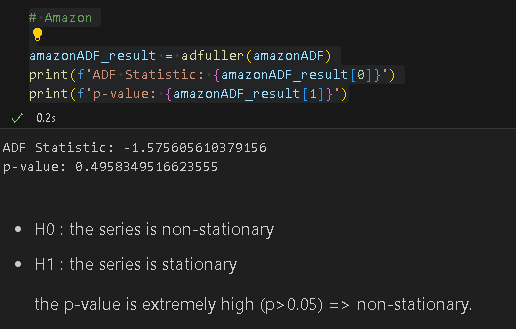 # Amazon
amazonADF_result = adfuller(amazonADF)
print(f'ADF Statistic: {amazonADF_result[0]}')
print(f'p-value: {amazonADF_result[1]}')
0.2s
ADF Statistic: -1.575605610379156
p-value: 0.4958349516623555
• H0 : the series is non-stationary
• H1 : the series is stationary
the p-value is extremely high (p>0.05) => non-stationary.